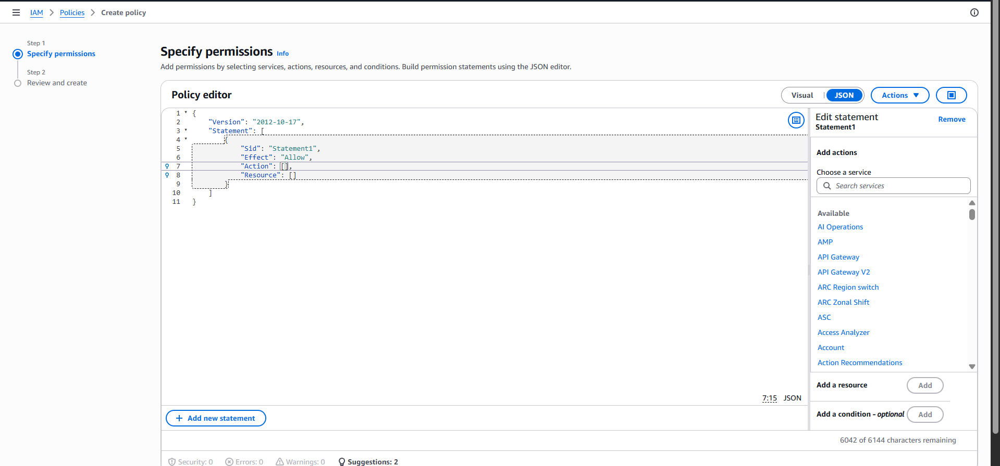 IAM > Policies > Create policy
Step 1
Specify permissions
Step 2
Review and create
Specify permissions Info
Add permissions by selecting services, actions, resources, and conditions. Build permission statements using the JSON editor.
Policy editor
Visual | JSON
Actions
1 {
2     "Version": "2012-10-17",
3     "Statement": [
4         {
5             "Sid": "Statement1",
6             "Effect": "Allow",
7             "Action": [],
8             "Resource": []
9         }
10     ]
11 }
7:15 JSON
+ Add new statement
Edit statement
Statement1
Remove
Add actions
Choose a service
Search services
Available
AI Operations
AMP
API Gateway
API Gateway V2
ARC Region switch
ARC Zonal Shift
ASC
Access Analyzer
Account
Action Recommendations
Add a resource Add
Add a condition - optional Add
6042 of 6144 characters remaining
Security: 0 Errors: 0 Warnings: 0 Suggestions: 2